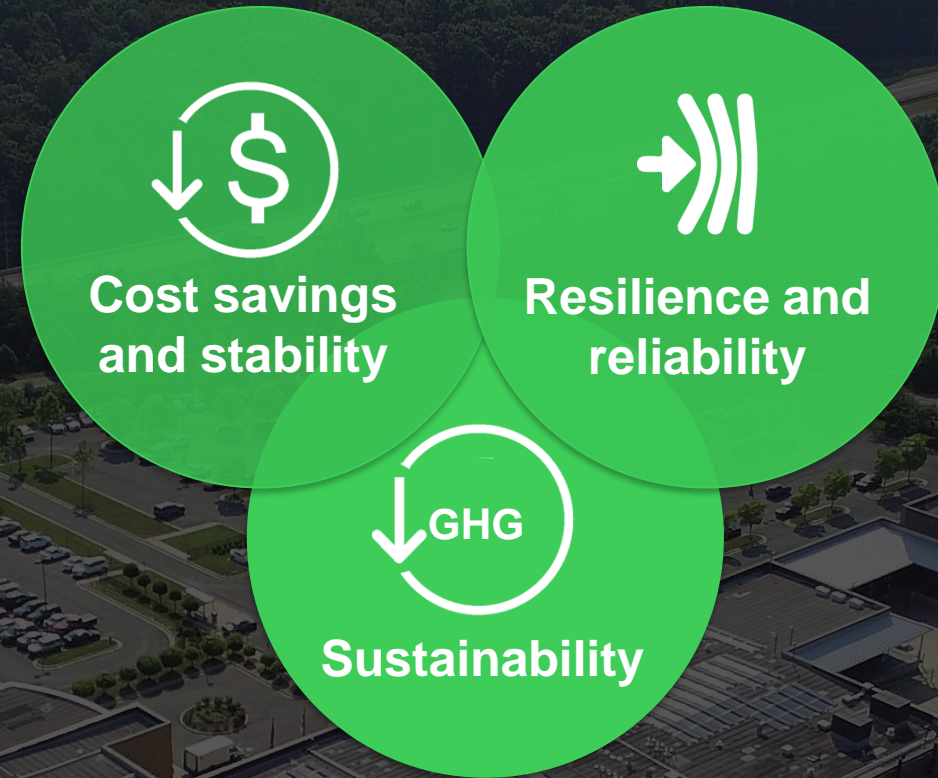 $
Cost savings
and stability
Resilience and
reliability
GHG
Sustainability